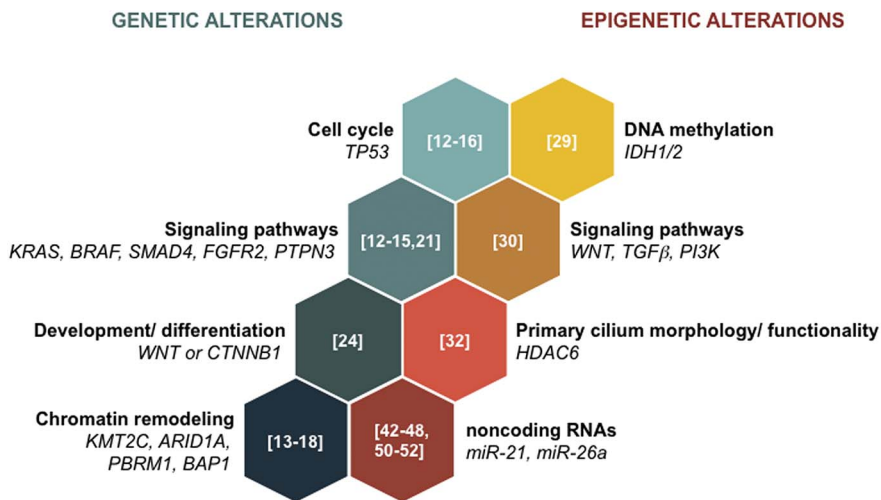 GENETIC ALTERATIONS
EPIGENETIC ALTERATIONS
Cell cycle
TP53
[12-16]
[29]
DNA methylation
IDH1/2
Signaling pathways
KRAS, BRAF, SMAD4, FGFR2, PTPN3
[12-15,21]
[30]
Signaling pathways
WNT, TGFβ, PI3K
Development/ differentiation
WNT or CTNNB1
[24]
[32]
Primary cilium morphology/ functionality
HDAC6
Chromatin remodeling
KMT2C, ARID1A,
PBRM1, BAP1
[13-18]
[42-48,
50-52]
noncoding RNAs
miR-21, miR-26a